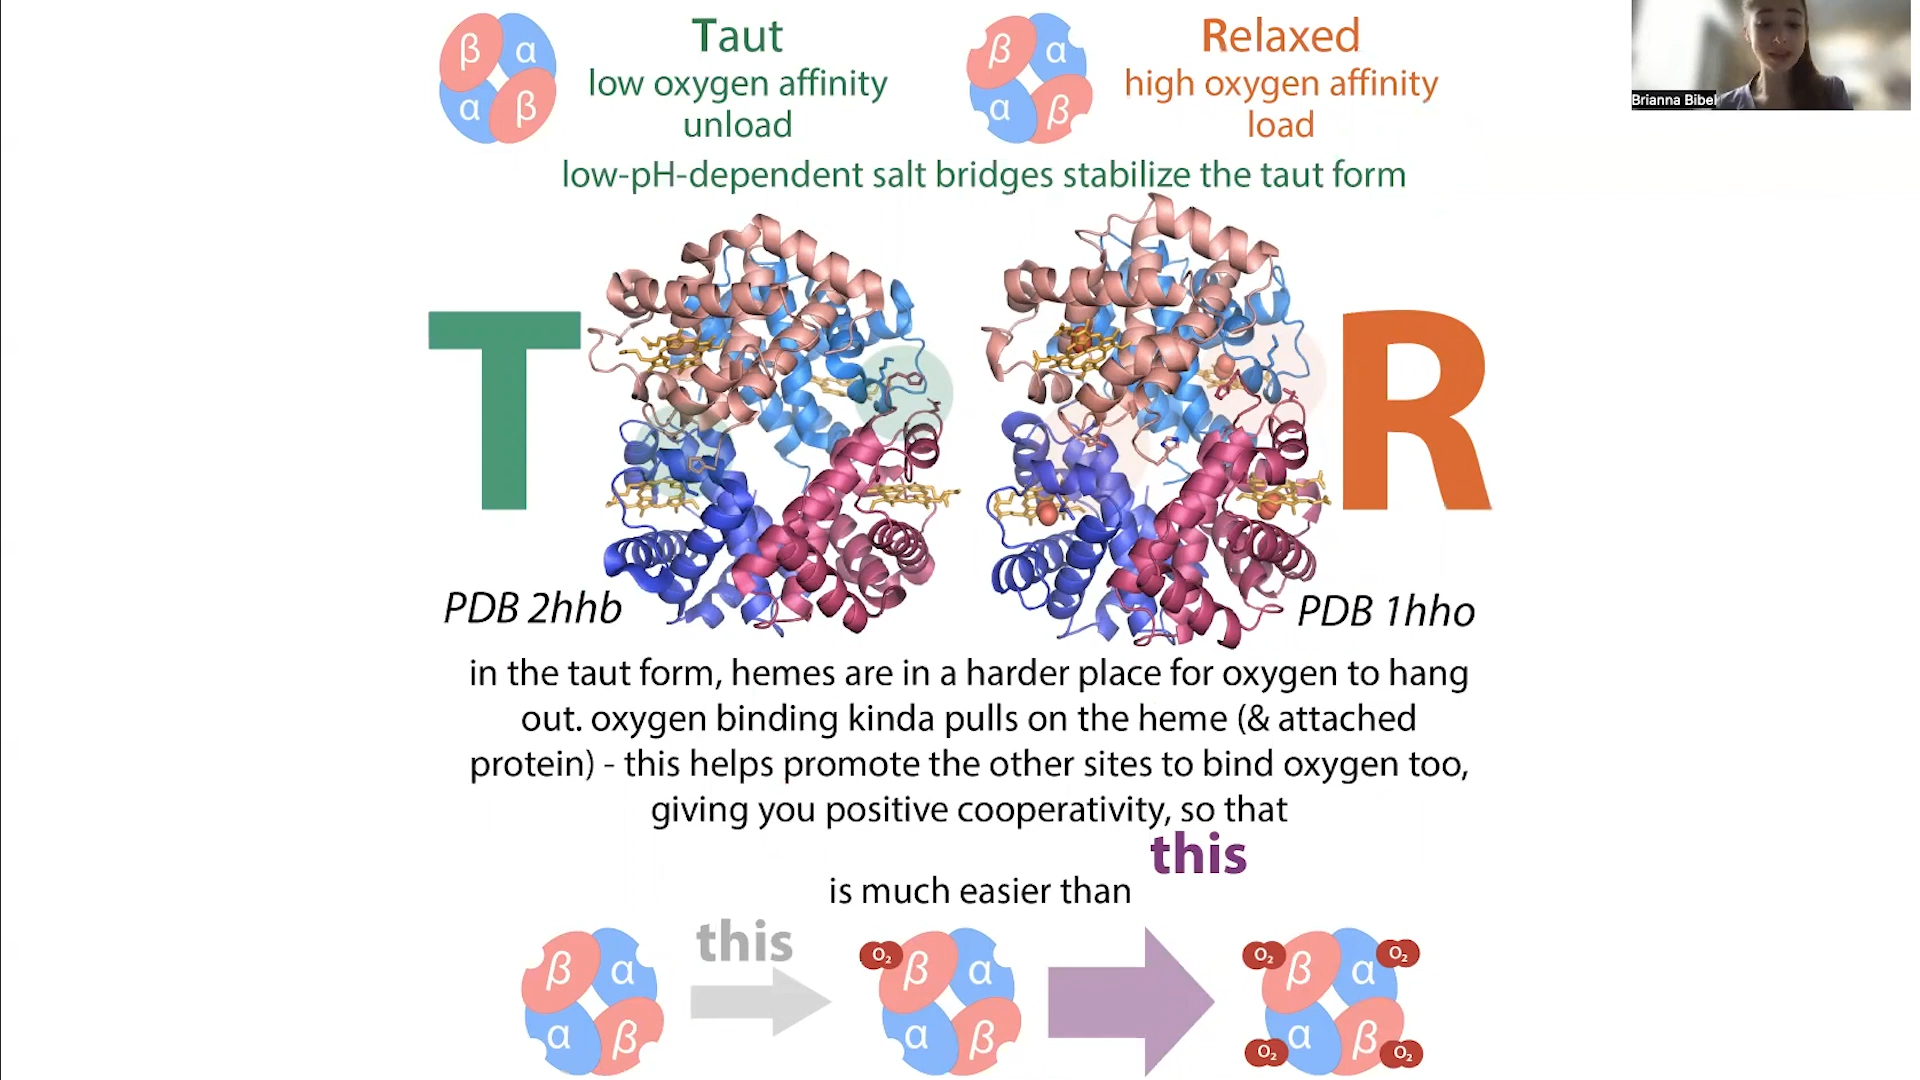 β α
α β
Taut
low oxygen affinity
unload
β α
α β
Relaxed
high oxygen affinity
load
Brianna Bibel
low-pH-dependent salt bridges stabilize the taut form
T
R
PDB 2hhb
PDB 1hho
in the taut form, hemes are in a harder place for oxygen to hang
out. oxygen binding kinda pulls on the heme (& attached
protein) - this helps promote the other sites to bind oxygen too,
giving you positive cooperativity, so that
this
is much easier than
this
β α
α β
O₂ β α
α β
O₂ β α O₂
O₂ α β O₂